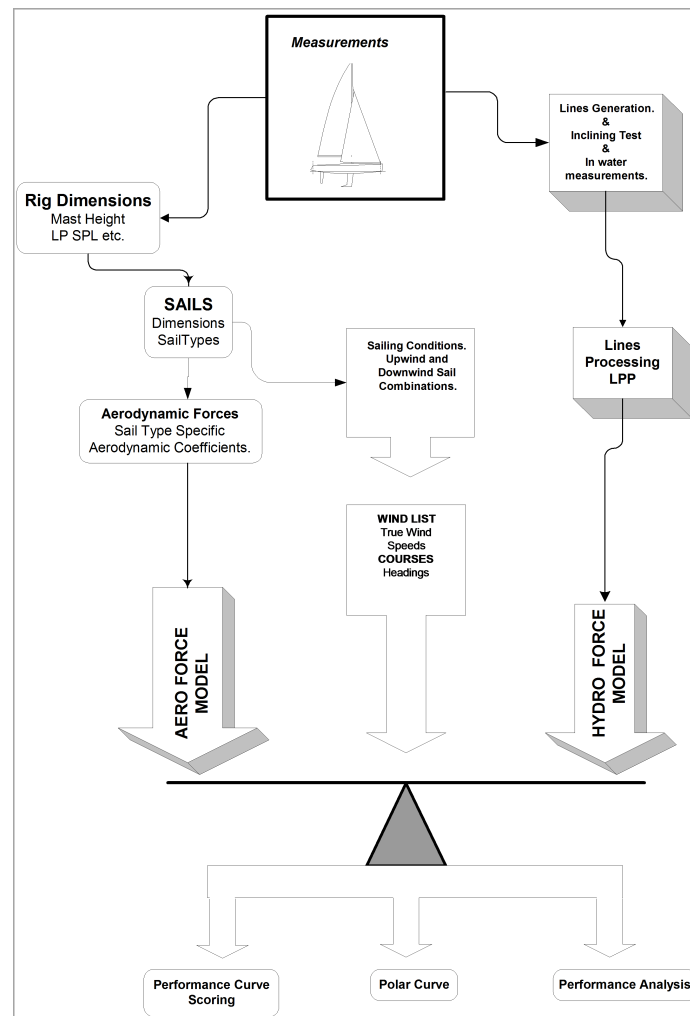 Measurements
Lines Generation.
&
Inclining Test
&
In water
measurements.
Rig Dimensions
Mast Height
LP SPL etc.
SAILS
Dimensions
SailTypes
Sailing Conditions.
Upwind and
Downwind Sail
Combinations.
Lines
Processing
LPP
Aerodynamic Forces
Sail Type Specific
Aerodynamic Coefficients.
WIND LIST
True Wind
Speeds
COURSES
Headings
AERO FORCE
MODEL
HYDRO FORCE
MODEL
Performance Curve
Scoring
Polar Curve
Performance Analysis